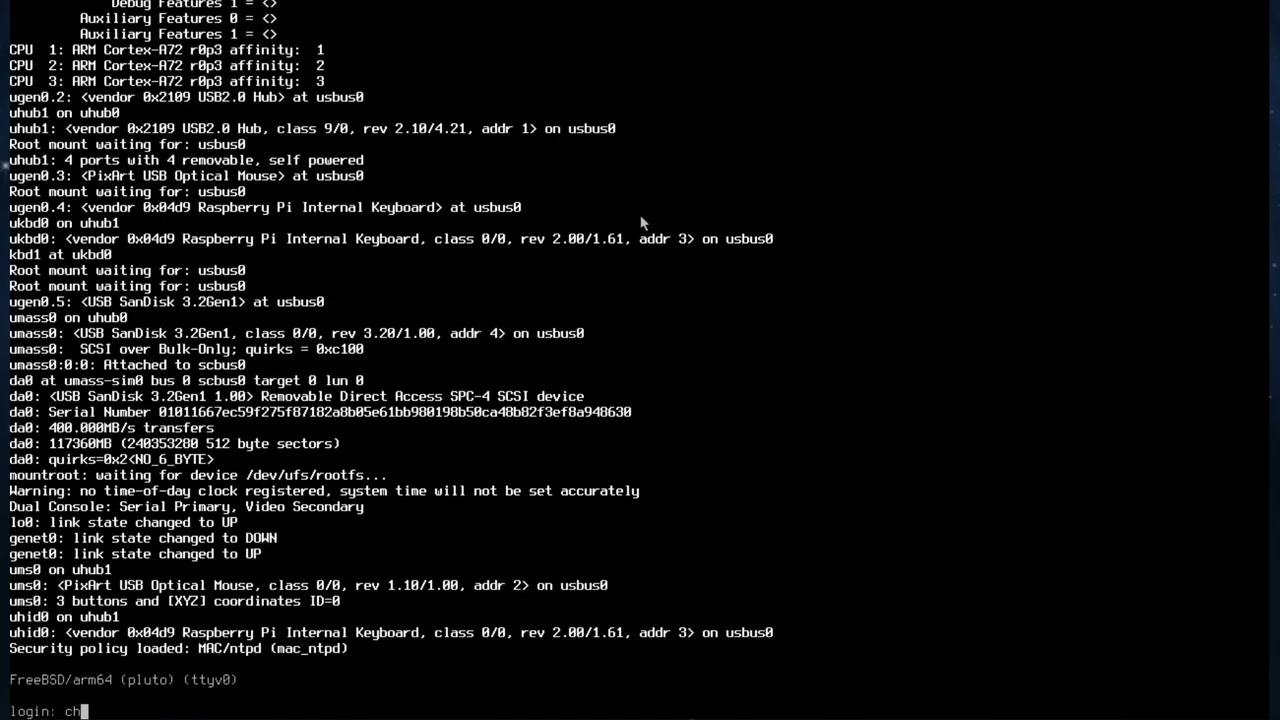 Debug Features 1 = <>
Auxiliary Features 0 = <>
Auxiliary Features 1 = <>
CPU  1: ARM Cortex-A72 r0p3 affinity:  1
CPU  2: ARM Cortex-A72 r0p3 affinity:  2
CPU  3: ARM Cortex-A72 r0p3 affinity:  3
ugen0.2: <vendor 0x2109 USB2.0 Hub> at usbus0
uhub1 on uhub0
uhub1: <vendor 0x2109 USB2.0 Hub, class 9/0, rev 2.10/4.21, addr 1> on usbus0
Root mount waiting for: usbus0
uhub1: 4 ports with 4 removable, self powered
ugen0.3: <PixArt USB Optical Mouse> at usbus0
Root mount waiting for: usbus0
ugen0.4: <vendor 0x04d9 Raspberry Pi Internal Keyboard> at usbus0
ukbd0 on uhub1
ukbd0: <vendor 0x04d9 Raspberry Pi Internal Keyboard, class 0/0, rev 2.00/1.61, addr 3> on usbus0
kbd1 at ukbd0
Root mount waiting for: usbus0
Root mount waiting for: usbus0
ugen0.5: <USB SanDisk 3.2Gen1> at usbus0
umass0 on uhub0
umass0: <USB SanDisk 3.2Gen1, class 0/0, rev 3.20/1.00, addr 4> on usbus0
umass0:  SCSI over Bulk-Only; quirks = 0xc100
umass0:0:0: Attached to scbus0
da0 at umass-sim0 bus 0 scbus0 target 0 lun 0
da0: <USB SanDisk 3.2Gen1 1.00> Removable Direct Access SPC-4 SCSI device
da0: Serial Number 01011667ec59f275f87182a8b05e61bb980198b50ca48b82f3ef8a948630
da0: 400.000MB/s transfers
da0: 117360MB (240353280 512 byte sectors)
da0: quirks=0x2<NO_6_BYTE>
mountroot: waiting for device /dev/ufs/rootfs...
Warning: no time-of-day clock registered, system time will not be set accurately
Dual Console: Serial Primary, Video Secondary
lo0: link state changed to UP
genet0: link state changed to DOWN
genet0: link state changed to UP
ums0 on uhub1
ums0: <PixArt USB Optical Mouse, class 0/0, rev 1.10/1.00, addr 2> on usbus0
ums0: 3 buttons and [XYZ] coordinates ID=0
uhid0 on uhub1
uhid0: <vendor 0x04d9 Raspberry Pi Internal Keyboard, class 0/0, rev 2.00/1.61, addr 3> on usbus0
Security policy loaded: MAC/ntpd (mac_ntpd)
FreeBSD/arm64 (pluto) (ttyv0)
login: ch